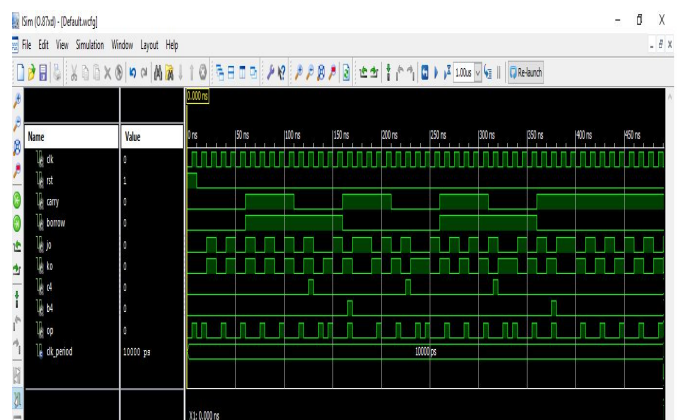 ISim (O.87xd) - [Default.wcfg]
File Edit View Simulation Window Layout Help
1.00us Re-launch
0.000 ns
Name Value 0 ns 50 ns 100 ns 150 ns 200 ns 250 ns 300 ns 350 ns 400 ns 450 ns
clk 0
rst 1
carry 0
borrow 0
jo 0
ko 0
c4 0
b4 0
op 0
clk_period 10000 ps 10000 ps
X1: 0.000 ns